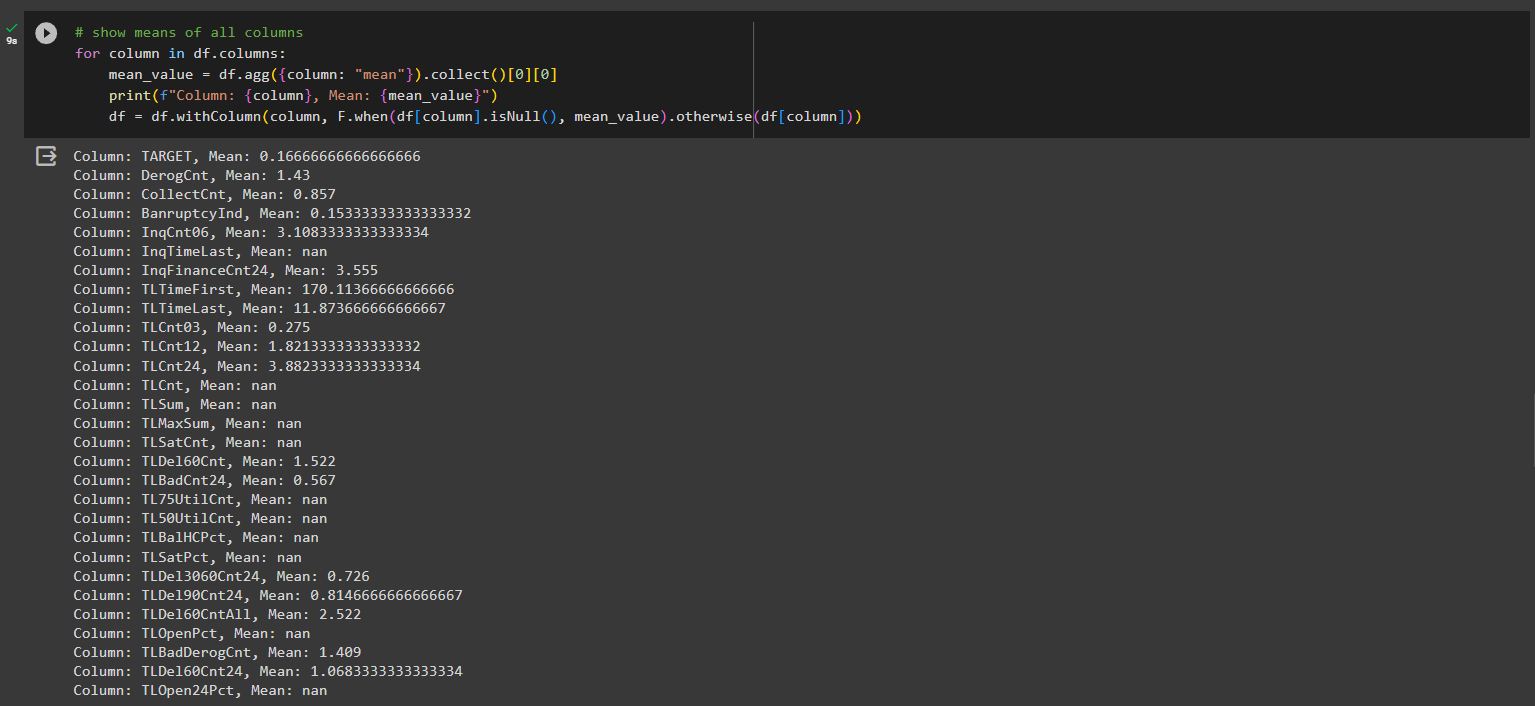 9s
# show means of all columns
for column in df.columns:
    mean_value = df.agg({column: "mean"}).collect()[0][0]
    print(f"Column: {column}, Mean: {mean_value}")
    df = df.withColumn(column, F.when(df[column].isNull(), mean_value).otherwise(df[column]))
Column: TARGET, Mean: 0.16666666666666666
Column: DerogCnt, Mean: 1.43
Column: CollectCnt, Mean: 0.857
Column: BanruptcyInd, Mean: 0.15333333333333332
Column: InqCnt06, Mean: 3.1083333333333334
Column: InqTimeLast, Mean: nan
Column: InqFinanceCnt24, Mean: 3.555
Column: TLTimeFirst, Mean: 170.11366666666666
Column: TLTimeLast, Mean: 11.873666666666667
Column: TLCnt03, Mean: 0.275
Column: TLCnt12, Mean: 1.8213333333333332
Column: TLCnt24, Mean: 3.8823333333333334
Column: TLCnt, Mean: nan
Column: TLSum, Mean: nan
Column: TLMaxSum, Mean: nan
Column: TLSatCnt, Mean: nan
Column: TLDel60Cnt, Mean: 1.522
Column: TLBadCnt24, Mean: 0.567
Column: TL75UtilCnt, Mean: nan
Column: TL50UtilCnt, Mean: nan
Column: TLBalHCPct, Mean: nan
Column: TLSatPct, Mean: nan
Column: TLDel3060Cnt24, Mean: 0.726
Column: TLDel90Cnt24, Mean: 0.8146666666666667
Column: TLDel60CntAll, Mean: 2.522
Column: TLOpenPct, Mean: nan
Column: TLBadDerogCnt, Mean: 1.409
Column: TLDel60Cnt24, Mean: 1.0683333333333334
Column: TLOpen24Pct, Mean: nan